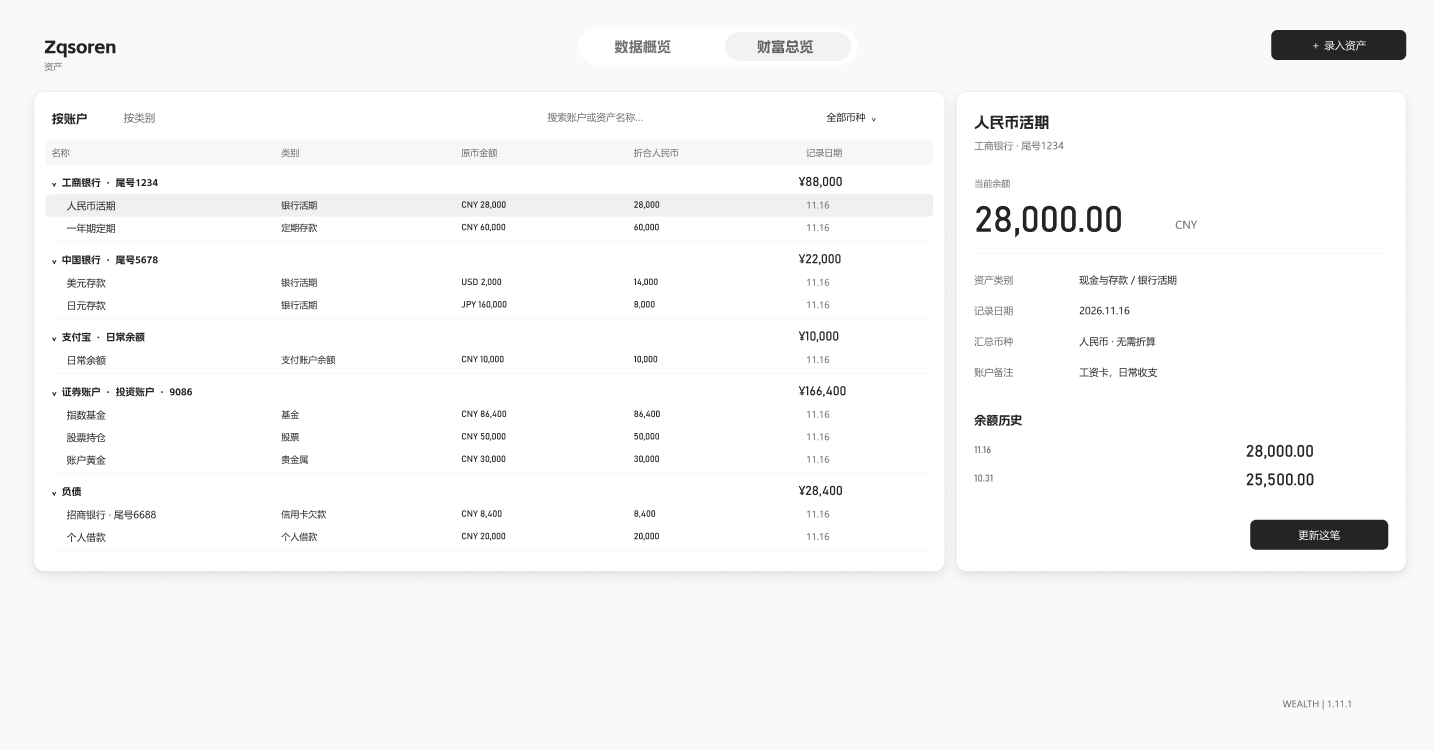 Zqsoren
资产
数据概览 财富总览
+ 录入资产
按账户 按类别 搜索账户或资产名称... 全部币种 ∨
名称 类别 原币金额 折合人民币 记录日期
∨ 工商银行 · 尾号1234 ¥88,000
人民币活期 银行活期 CNY 28,000 28,000 11.16
一年期定期 定期存款 CNY 60,000 60,000 11.16
∨ 中国银行 · 尾号5678 ¥22,000
美元存款 银行活期 USD 2,000 14,000 11.16
日元存款 银行活期 JPY 160,000 8,000 11.16
∨ 支付宝 · 日常余额 ¥10,000
日常余额 支付账户余额 CNY 10,000 10,000 11.16
∨ 证券账户 · 投资账户 · 9086 ¥166,400
指数基金 基金 CNY 86,400 86,400 11.16
股票持仓 股票 CNY 50,000 50,000 11.16
账户黄金 贵金属 CNY 30,000 30,000 11.16
∨ 负债 ¥28,400
招商银行 · 尾号6688 信用卡欠款 CNY 8,400 8,400 11.16
个人借款 个人借款 CNY 20,000 20,000 11.16
人民币活期
工商银行 · 尾号1234
当前余额
28,000.00 CNY
资产类别 现金与存款 / 银行活期
记录日期 2026.11.16
汇总币种 人民币 · 无需折算
账户备注 工资卡，日常收支
余额历史
11.16 28,000.00
10.31 25,500.00
更新这笔
WEALTH | 1.11.1